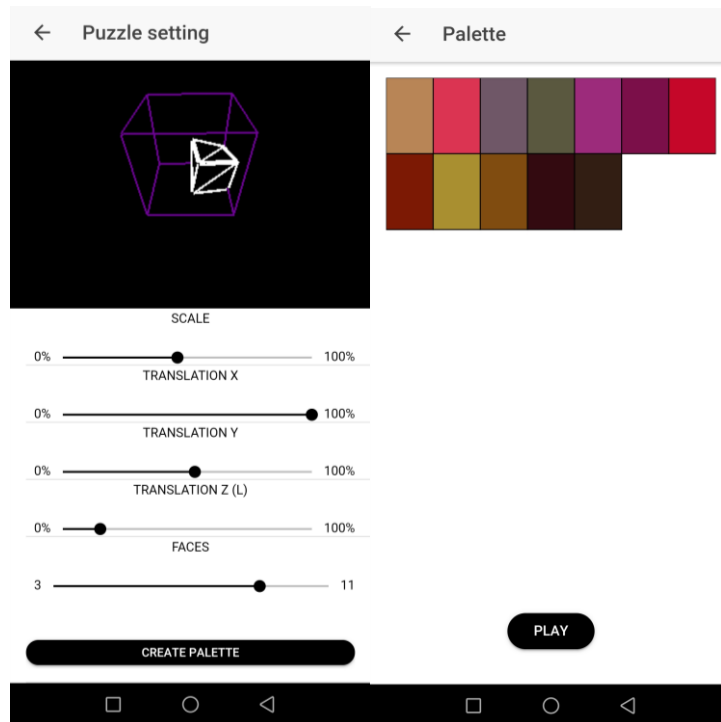 Puzzle setting
SCALE
0% 100%
TRANSLATION X
0% 100%
TRANSLATION Y
0% 100%
TRANSLATION Z (L)
0% 100%
FACES
3 11
CREATE PALETTE
Palette
PLAY